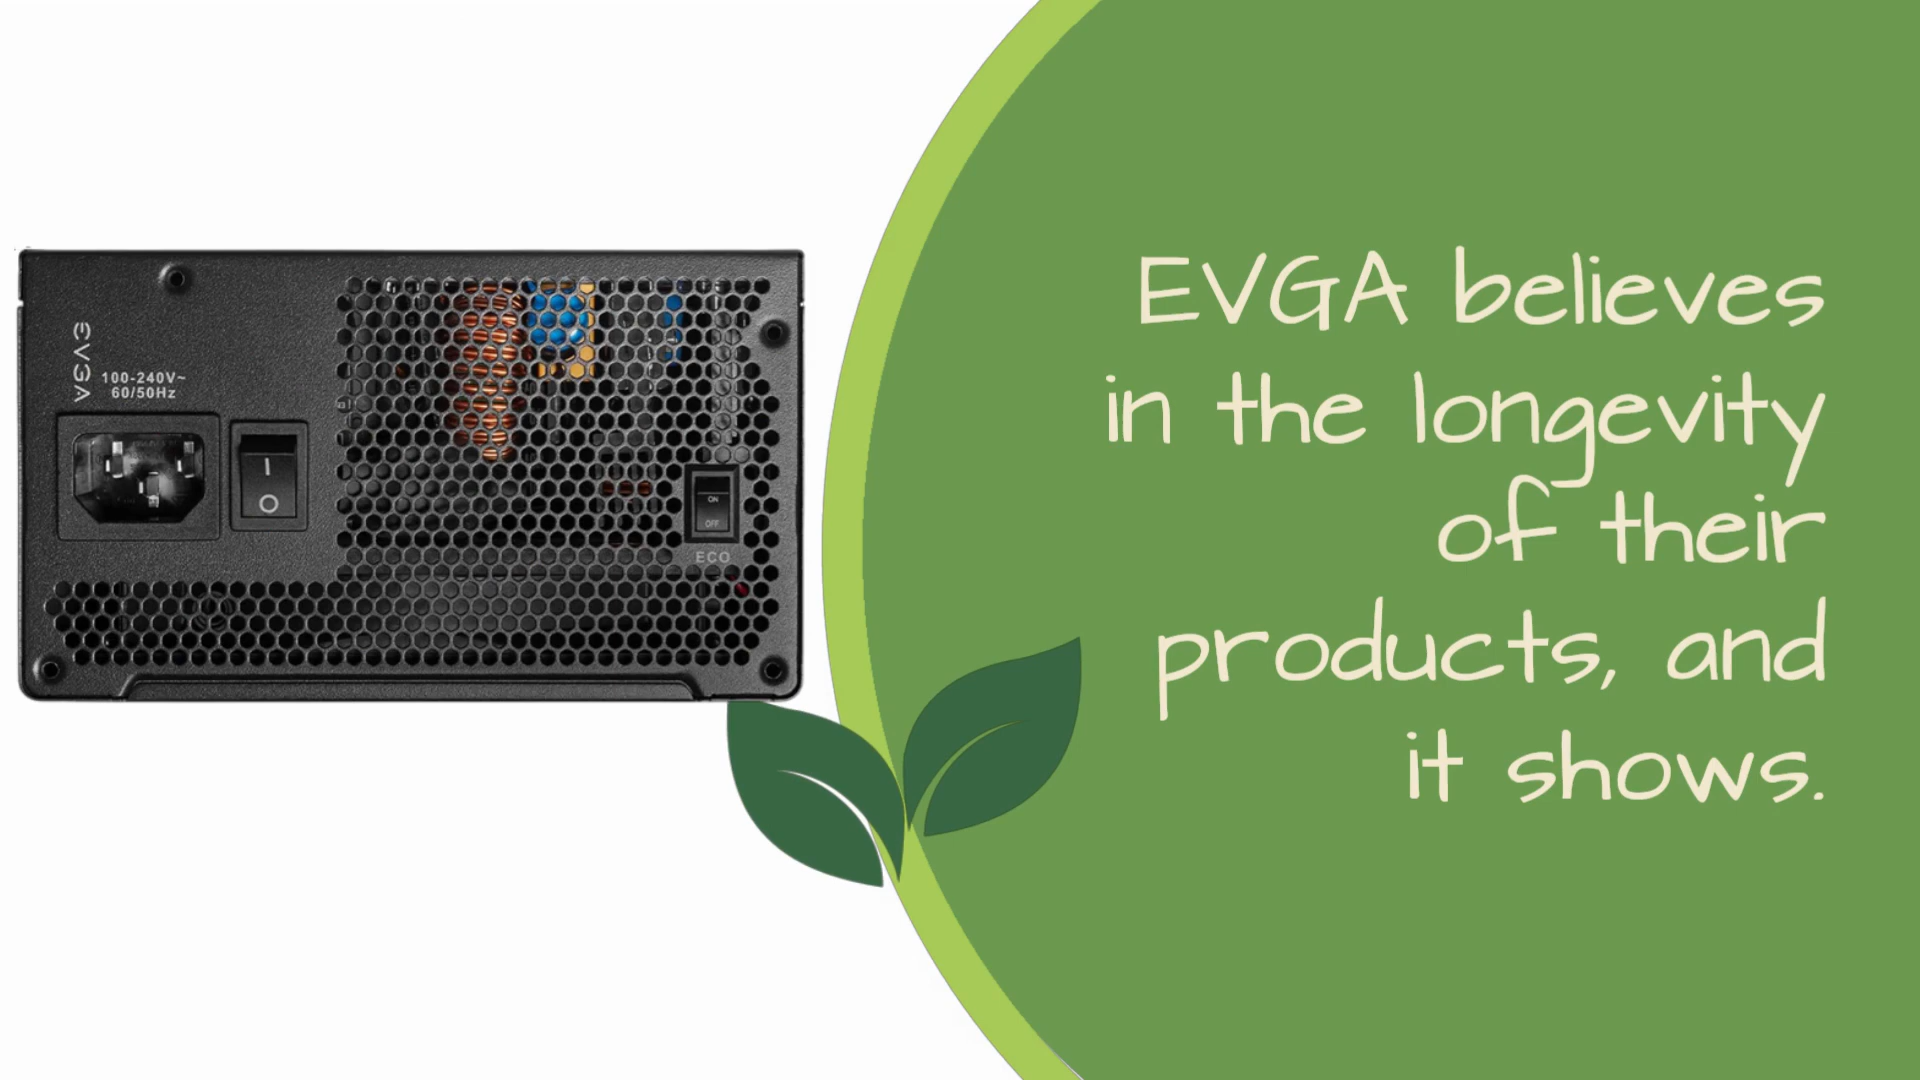 EVGA
100-240V~
60/50Hz
I
O
ON
OFF
ECO
EVGA believes
in the longevity
of their
products, and
it shows.